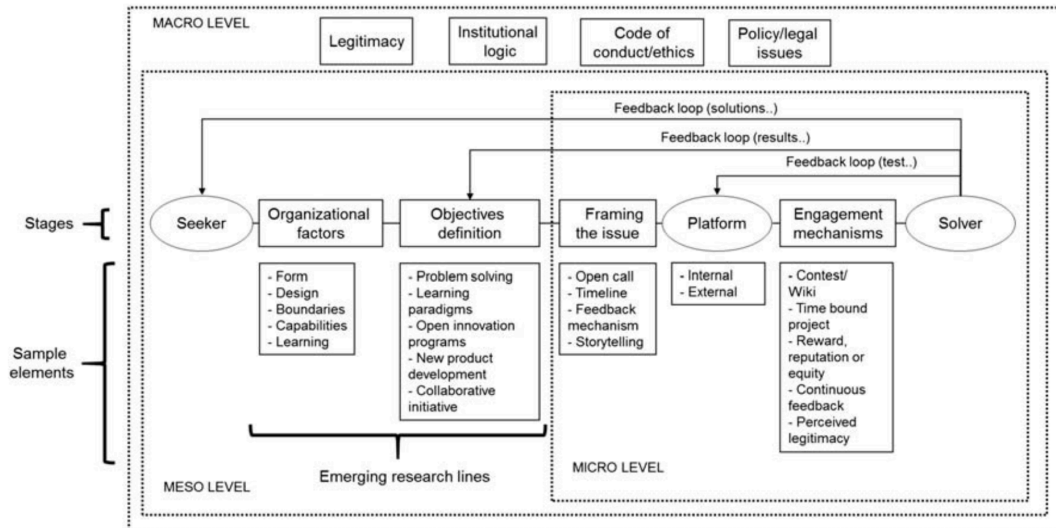 MACRO LEVEL
Legitimacy
Institutional
logic
Code of
conduct/ethics
Policy/legal
issues
Feedback loop (solutions..)
Feedback loop (results..)
Feedback loop (test..)
Stages
Seeker
Organizational
factors
Objectives
definition
Framing
the issue
Platform
Engagement
mechanisms
Solver
Sample
elements
- Form
- Design
- Boundaries
- Capabilities
- Learning
- Problem solving
- Learning
paradigms
- Open innovation
programs
- New product
development
- Collaborative
initiative
- Open call
- Timeline
- Feedback
mechanism
- Storytelling
- Internal
- External
- Contest/
Wiki
- Time bound
project
- Reward,
reputation or
equity
- Continuous
feedback
- Perceived
legitimacy
Emerging research lines
MESO LEVEL
MICRO LEVEL